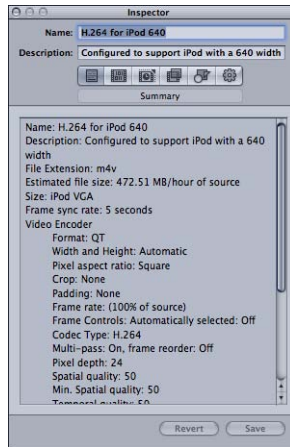 Inspector
Name: H.264 for iPod 640
Description: Configured to support iPod with a 640 width
Summary
Name: H.264 for iPod 640
Description: Configured to support iPod with a 640
width
File Extension: m4v
Estimated file size: 472.51 MB/hour of source
Size: iPod VGA
Frame sync rate: 5 seconds
Video Encoder
Format: QT
Width and Height: Automatic
Pixel aspect ratio: Square
Crop: None
Padding: None
Frame rate: (100% of source)
Frame Controls: Automatically selected: Off
Codec Type: H.264
Multi-pass: On, frame reorder: Off
Pixel depth: 24
Spatial quality: 50
Min. Spatial quality: 50
Temporal quality: 50
Revert
Save